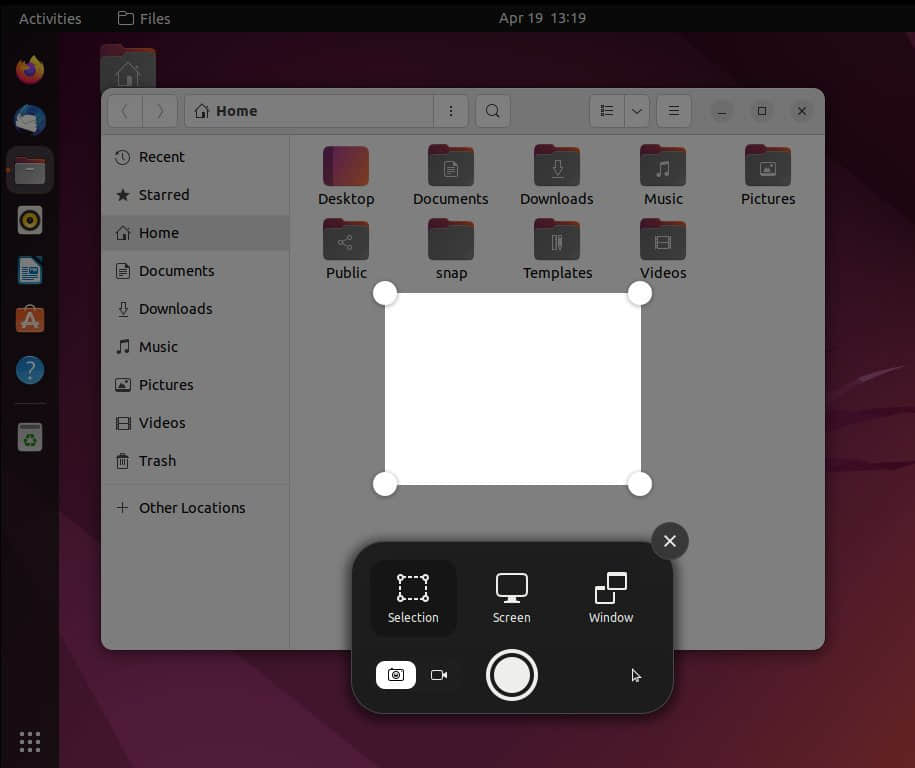 Activities
Files
Apr 19 13:19
Home
Recent
Starred
Home
Documents
Downloads
Music
Pictures
Videos
Trash
Other Locations
Desktop
Documents
Downloads
Music
Pictures
Public
snap
Templates
Videos
Selection
Screen
Window